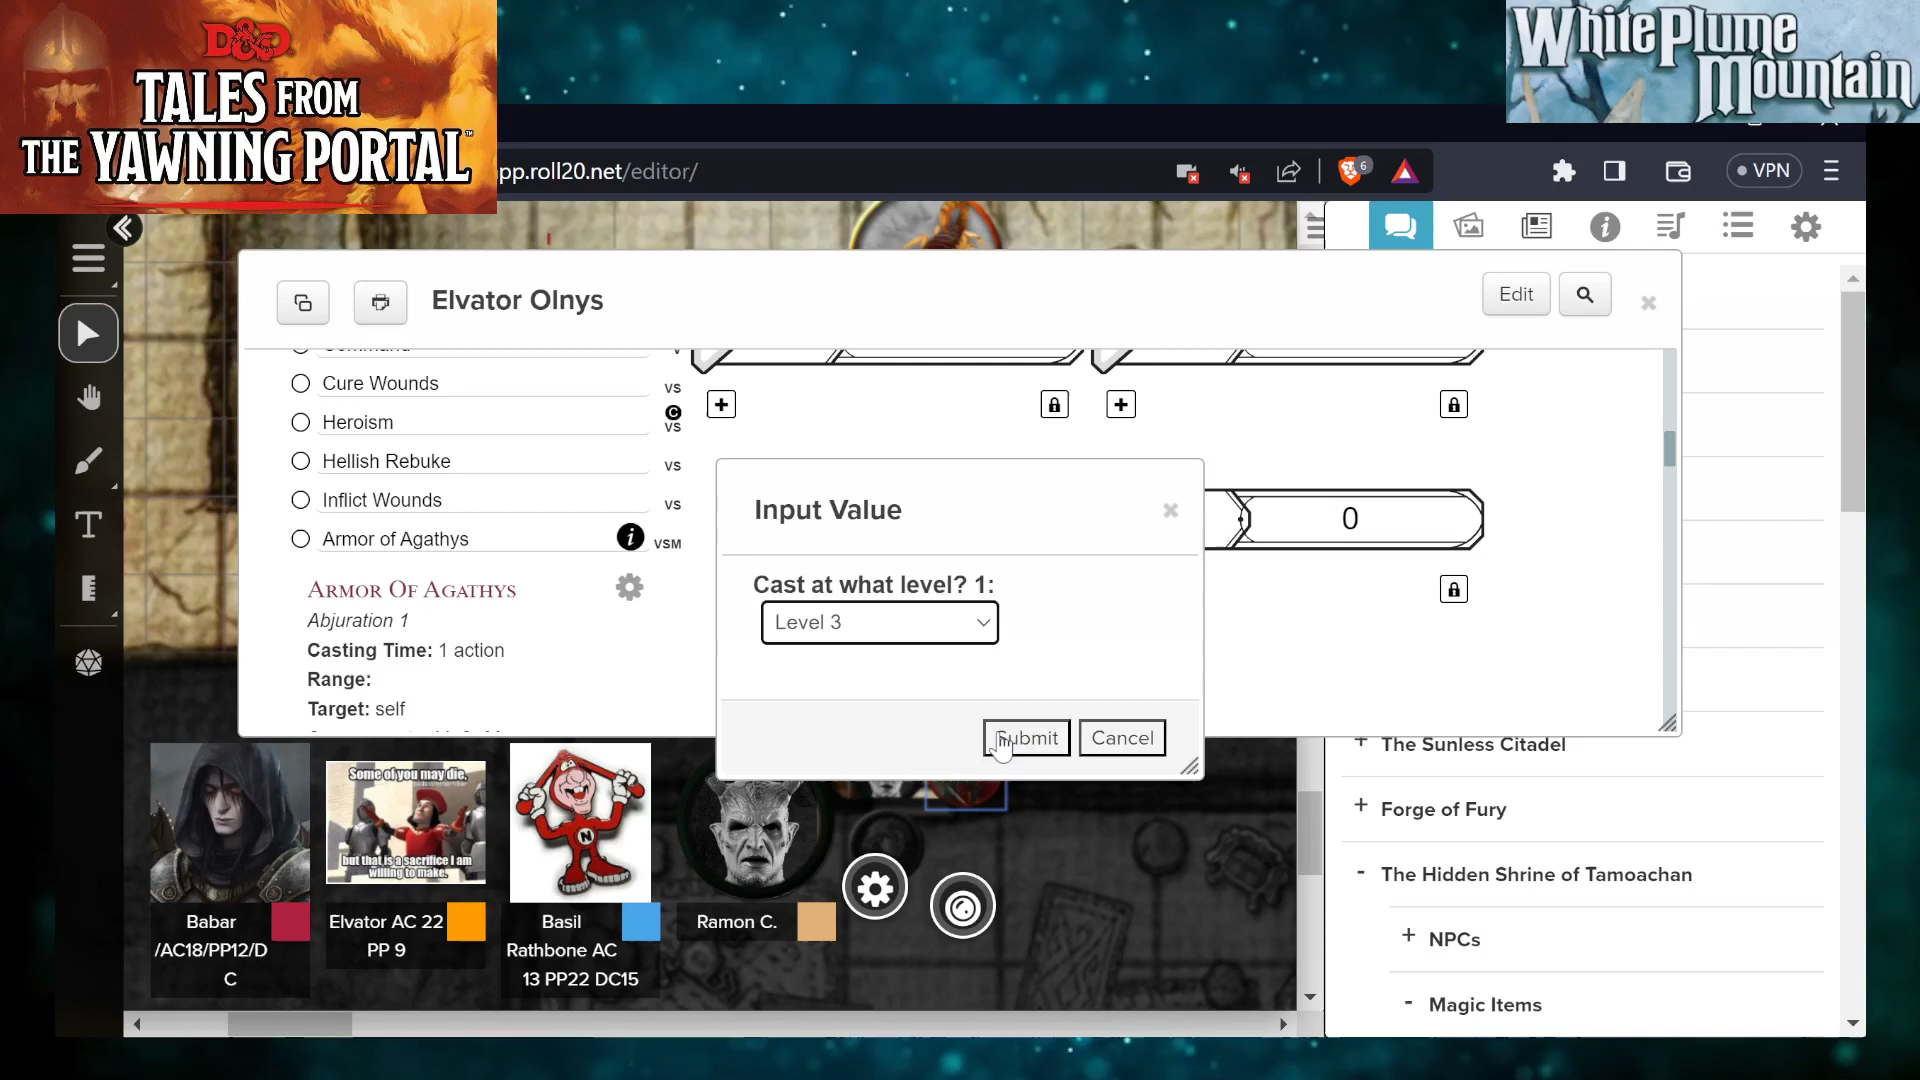 D&D
TALES FROM
THE YAWNING PORTAL™
White Plume
Mountain
pp.roll20.net/editor/
6
VPN
Elvator Olnys
Edit
Cure Wounds
VS
Heroism
C
VS
Hellish Rebuke
VS
Inflict Wounds
VS
Armor of Agathys
i
VSM
ARMOR OF AGATHYS
Abjuration 1
Casting Time: 1 action
Range:
Target: self
0
Input Value
Cast at what level? 1:
Level 3
Submit
Cancel
The Sunless Citadel
Forge of Fury
The Hidden Shrine of Tamoachan
NPCs
Magic Items
Some of you may die,
but that is a sacrifice I am
willing to make.
N
Babar
/AC18/PP12/D
C
Elvator AC 22
PP 9
Basil
Rathbone AC
13 PP22 DC15
Ramon C.